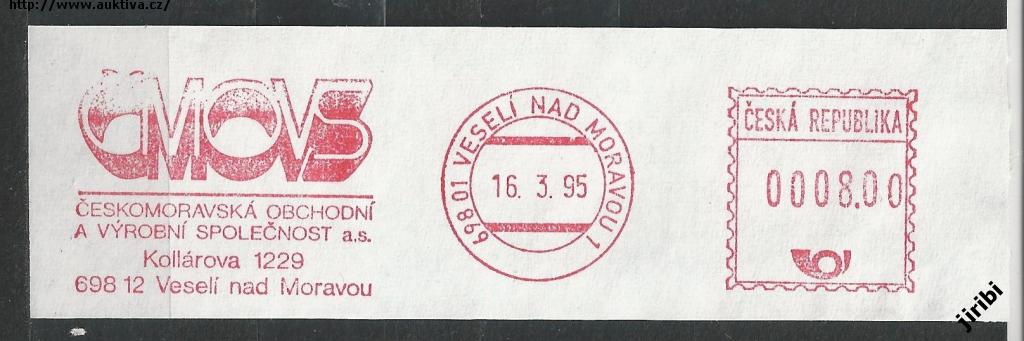 http://www.auktiva.cz/
ČMOVS
ČESKOMORAVSKÁ OBCHODNÍ
A VÝROBNÍ SPOLEČNOST a.s.
Kollárova 1229
698 12 Veselí nad Moravou
698 01 VESELÍ NAD MORAVOU 1
16. 3. 95
ČESKÁ REPUBLIKA
0008.00
jiribi